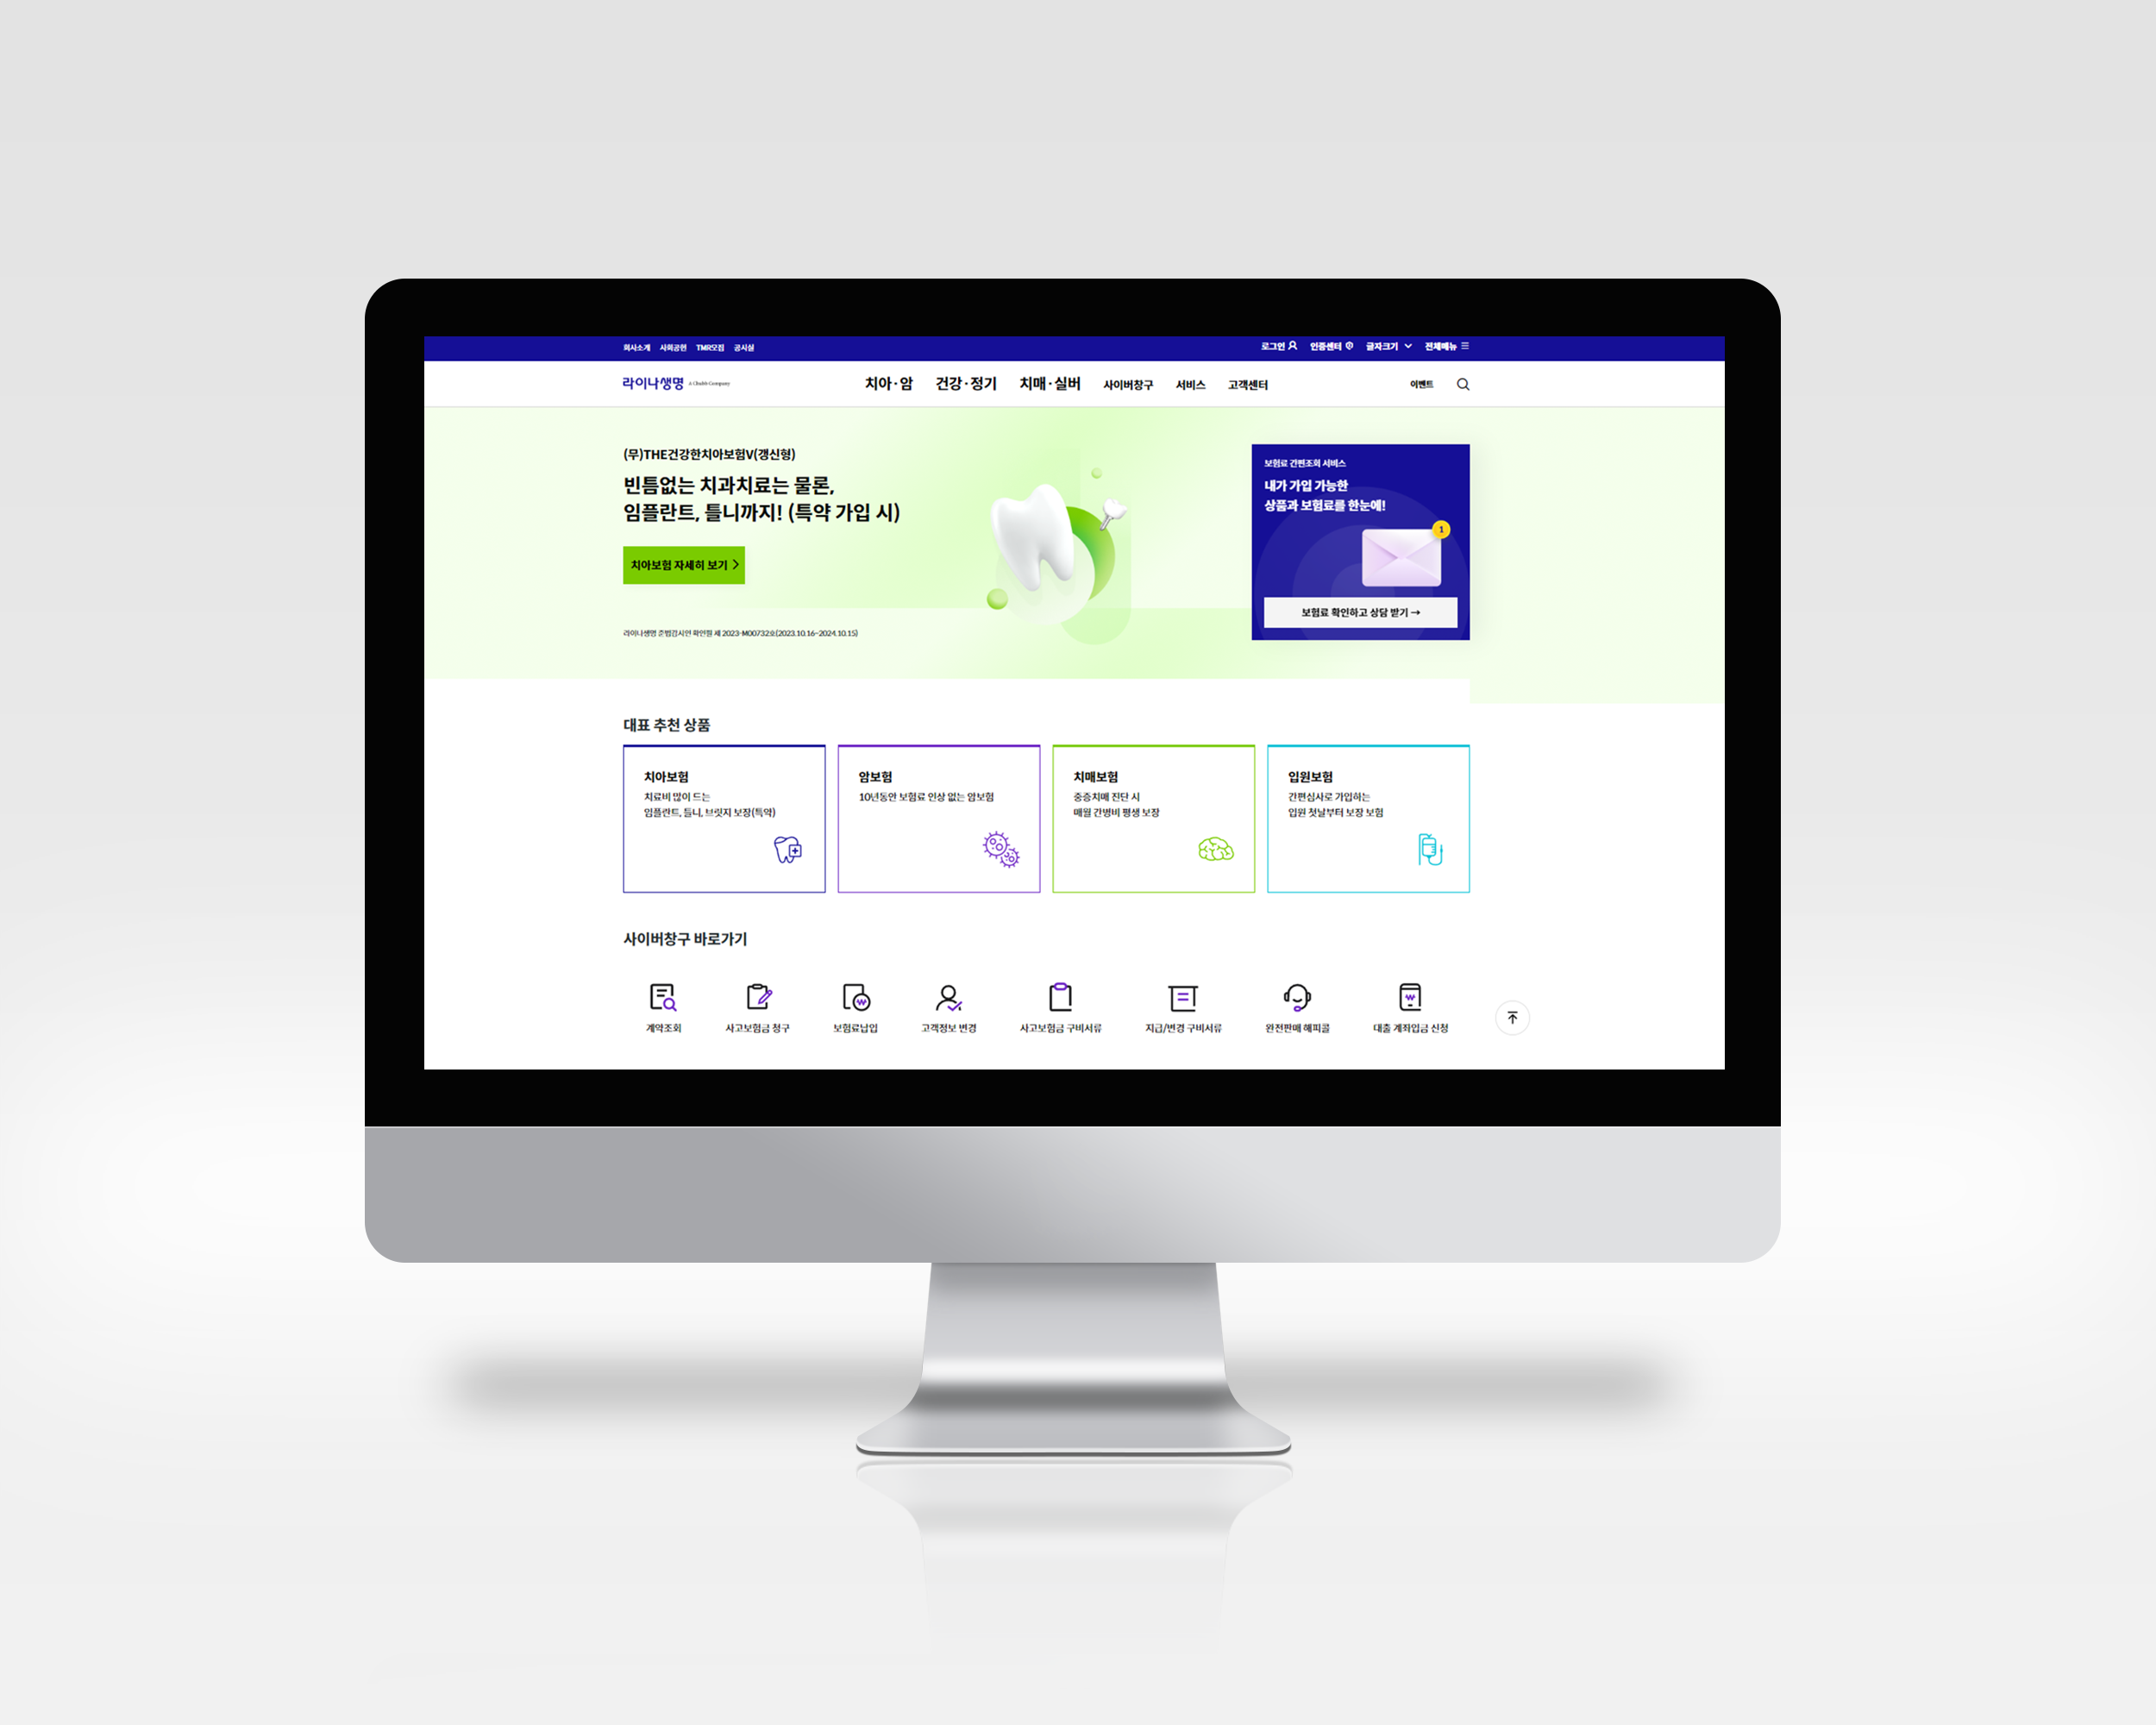 회사소개 사회공헌 TMR모집 공시실
로그인 인증센터 글자크기 전체메뉴
라이나생명 A Chubb Company
치아·암 건강·정기 치매·실버 사이버창구 서비스 고객센터
이벤트
(무)THE건강한치아보험V(갱신형)
빈틈없는 치과치료는 물론,
임플란트, 틀니까지! (특약 가입 시)
치아보험 자세히 보기
라이나생명 준법감시인 확인필 제 2023-M00732호(2023.10.16~2024.10.15)
보험료 간편조회 서비스
내가 가입 가능한
상품과 보험료를 한눈에!
1
보험료 확인하고 상담 받기 →
대표 추천 상품
치아보험
치료비 많이 드는
임플란트, 틀니, 브릿지 보장(특약)
암보험
10년동안 보험료 인상 없는 암보험
치매보험
중증치매 진단 시
매월 간병비 평생 보장
입원보험
간편심사로 가입하는
입원 첫날부터 보장 보험
사이버창구 바로가기
계약조회
사고보험금 청구
보험료납입
고객정보 변경
사고보험금 구비서류
지급/변경 구비서류
완전판매 해피콜
대출 계좌입금 신청